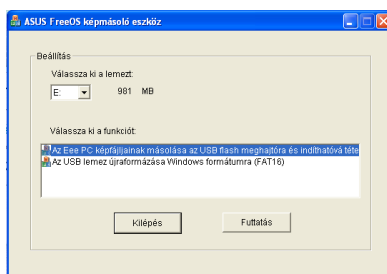 ASUS FreeOS képmásoló eszköz
Beállítás
Válassza ki a lemezt:
E: 981 MB
Válassza ki a funkciót:
Az Eee PC képfájljainak másolása az USB flash meghajtóra és indíthatóvá téte
Az USB lemez újraformázása Windows formátumra (FAT16)
Kilépés Futtatás